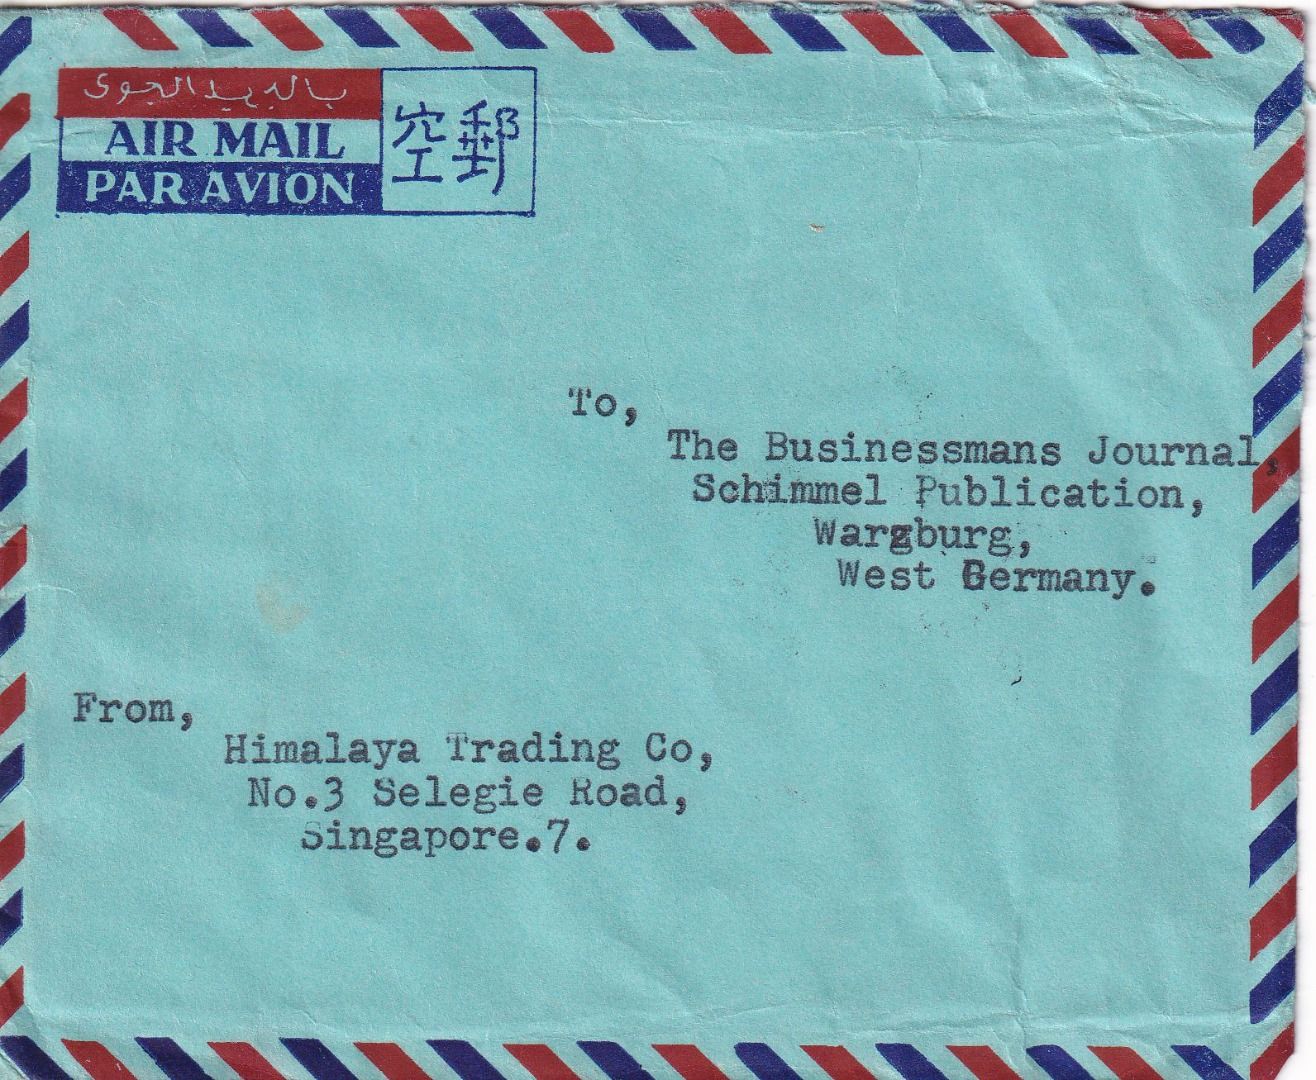 بالبريد الجوى
AIR MAIL
PAR AVION
空郵
To,
The Businessmans Journal,
Schimmel Publication,
Warzburg,
West Germany.
From,
Himalaya Trading Co,
No.3 Selegie Road,
Singapore.7.